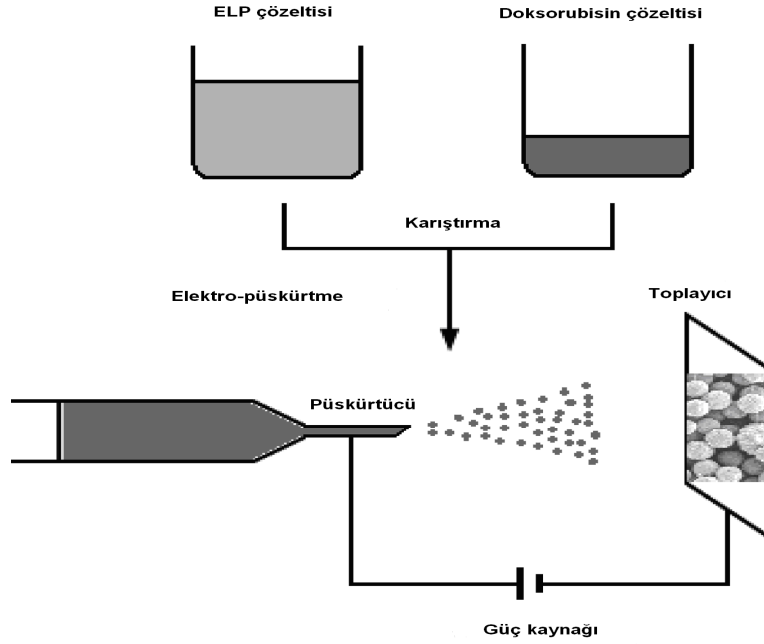 ELP çözeltisi
Doksorubisin çözeltisi
Karıştırma
Elektro-püskürtme
Toplayıcı
Püskürtücü
Güç kaynağı